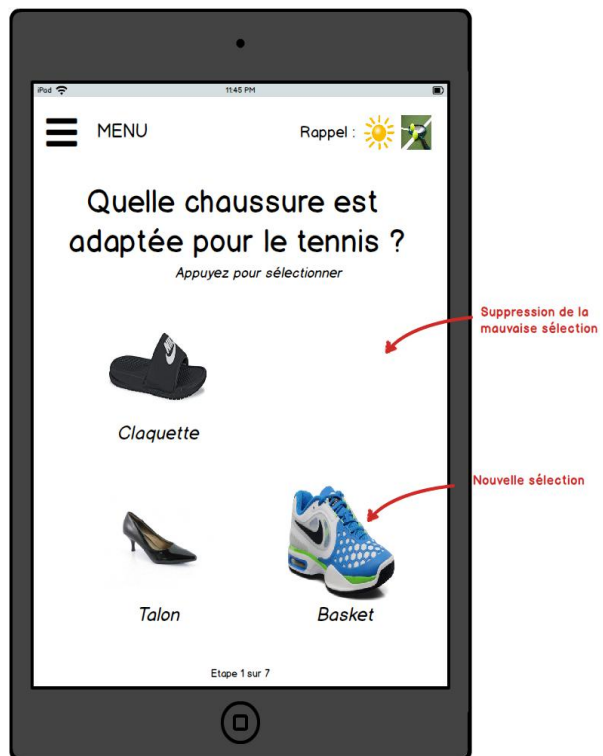 iPod
11:45 PM
MENU
Rappel :
Quelle chaussure est
adaptée pour le tennis ?
Appuyez pour sélectionner
Suppression de la
mauvaise sélection
Claquette
Nouvelle sélection
Talon
Basket
Etape 1 sur 7